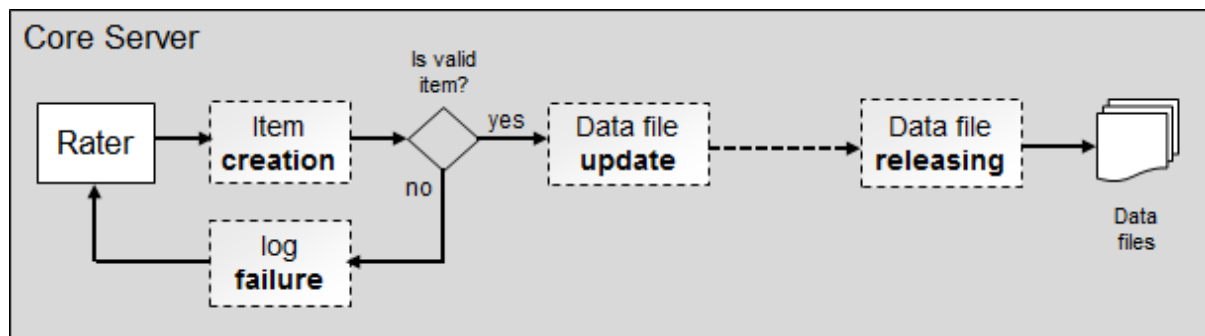 Core Server
Is valid
item?
Rater
Item
creation
yes
Data file
update
Data file
releasing
no
log
failure
Data
files